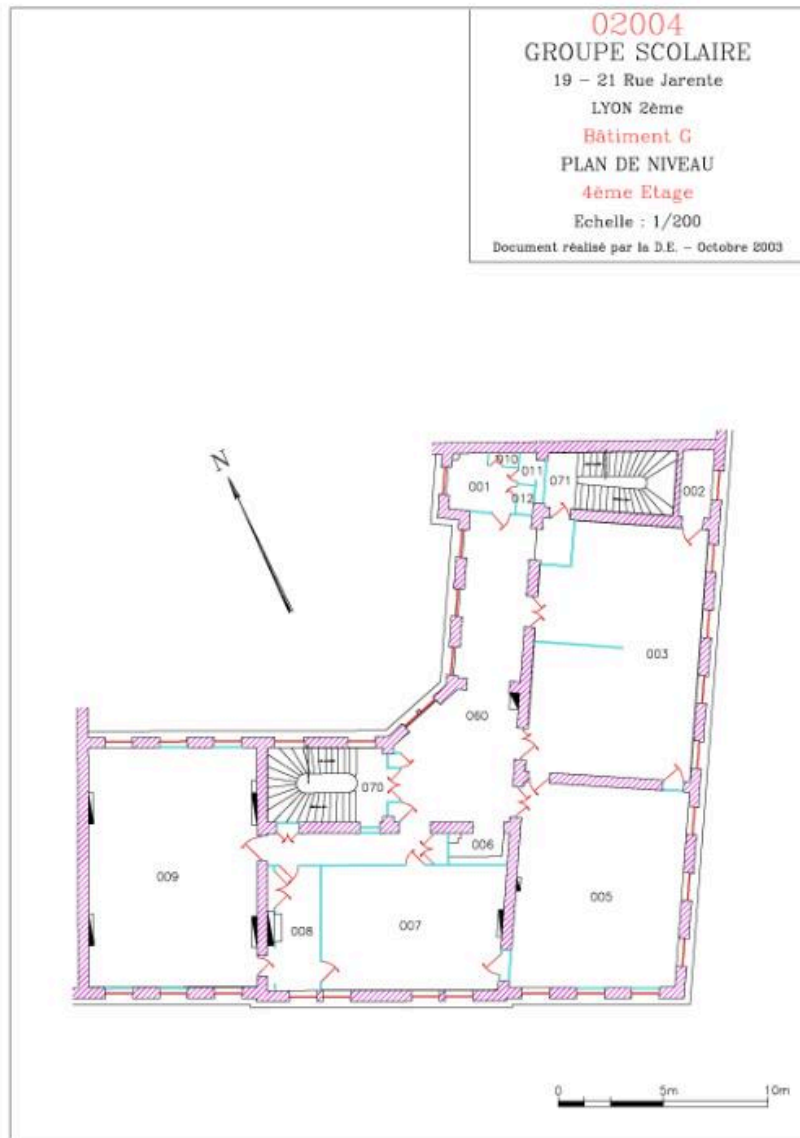 02004
GROUPE SCOLAIRE
19 - 21 Rue Jarente
LYON 2ème
Bâtiment G
PLAN DE NIVEAU
4ème Etage
Echelle : 1/200
Document réalisé par la D.E. - Octobre 2003
N
010
001
011
071
002
012
003
060
070
006
009
005
008
007
0
5m
10m